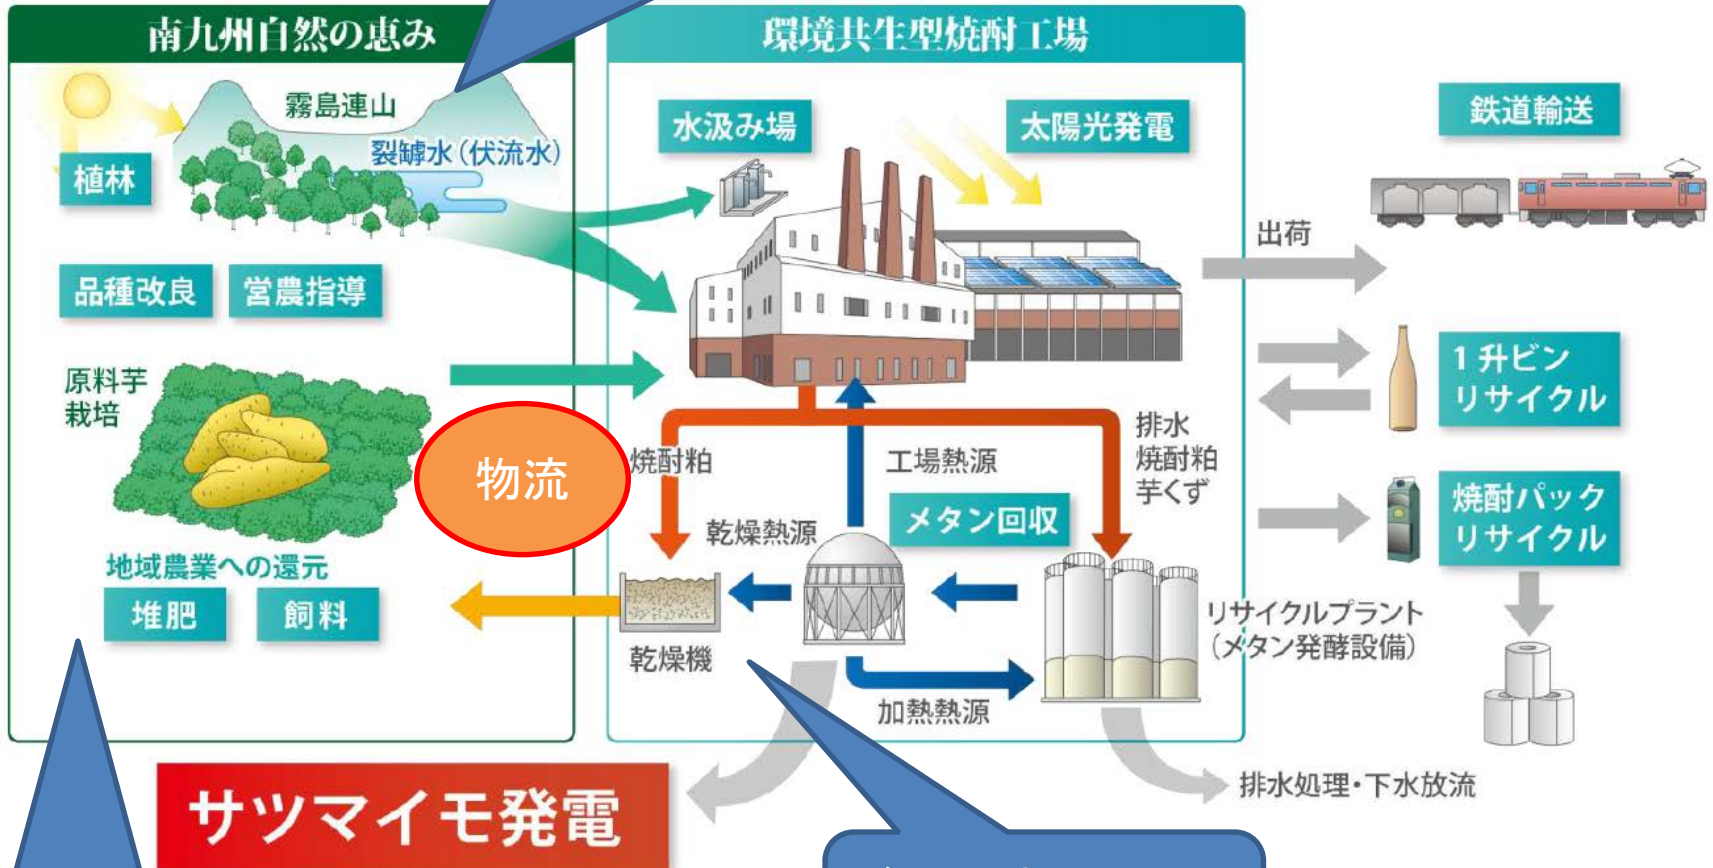 南九州自然の恵み
霧島連山
裂罅水(伏流水)
植林
品種改良
営農指導
原料芋
栽培
地域農業への還元
堆肥
飼料
物流
環境共生型焼酎工場
水汲み場
太陽光発電
焼酎粕
工場熱源
排水
焼酎粕
芋くず
乾燥熱源
メタン回収
乾燥機
加熱熱源
リサイクルプラント
(メタン発酵設備)
出荷
鉄道輸送
1升ビン
リサイクル
焼酎パック
リサイクル
排水処理・下水放流
サツマイモ発電